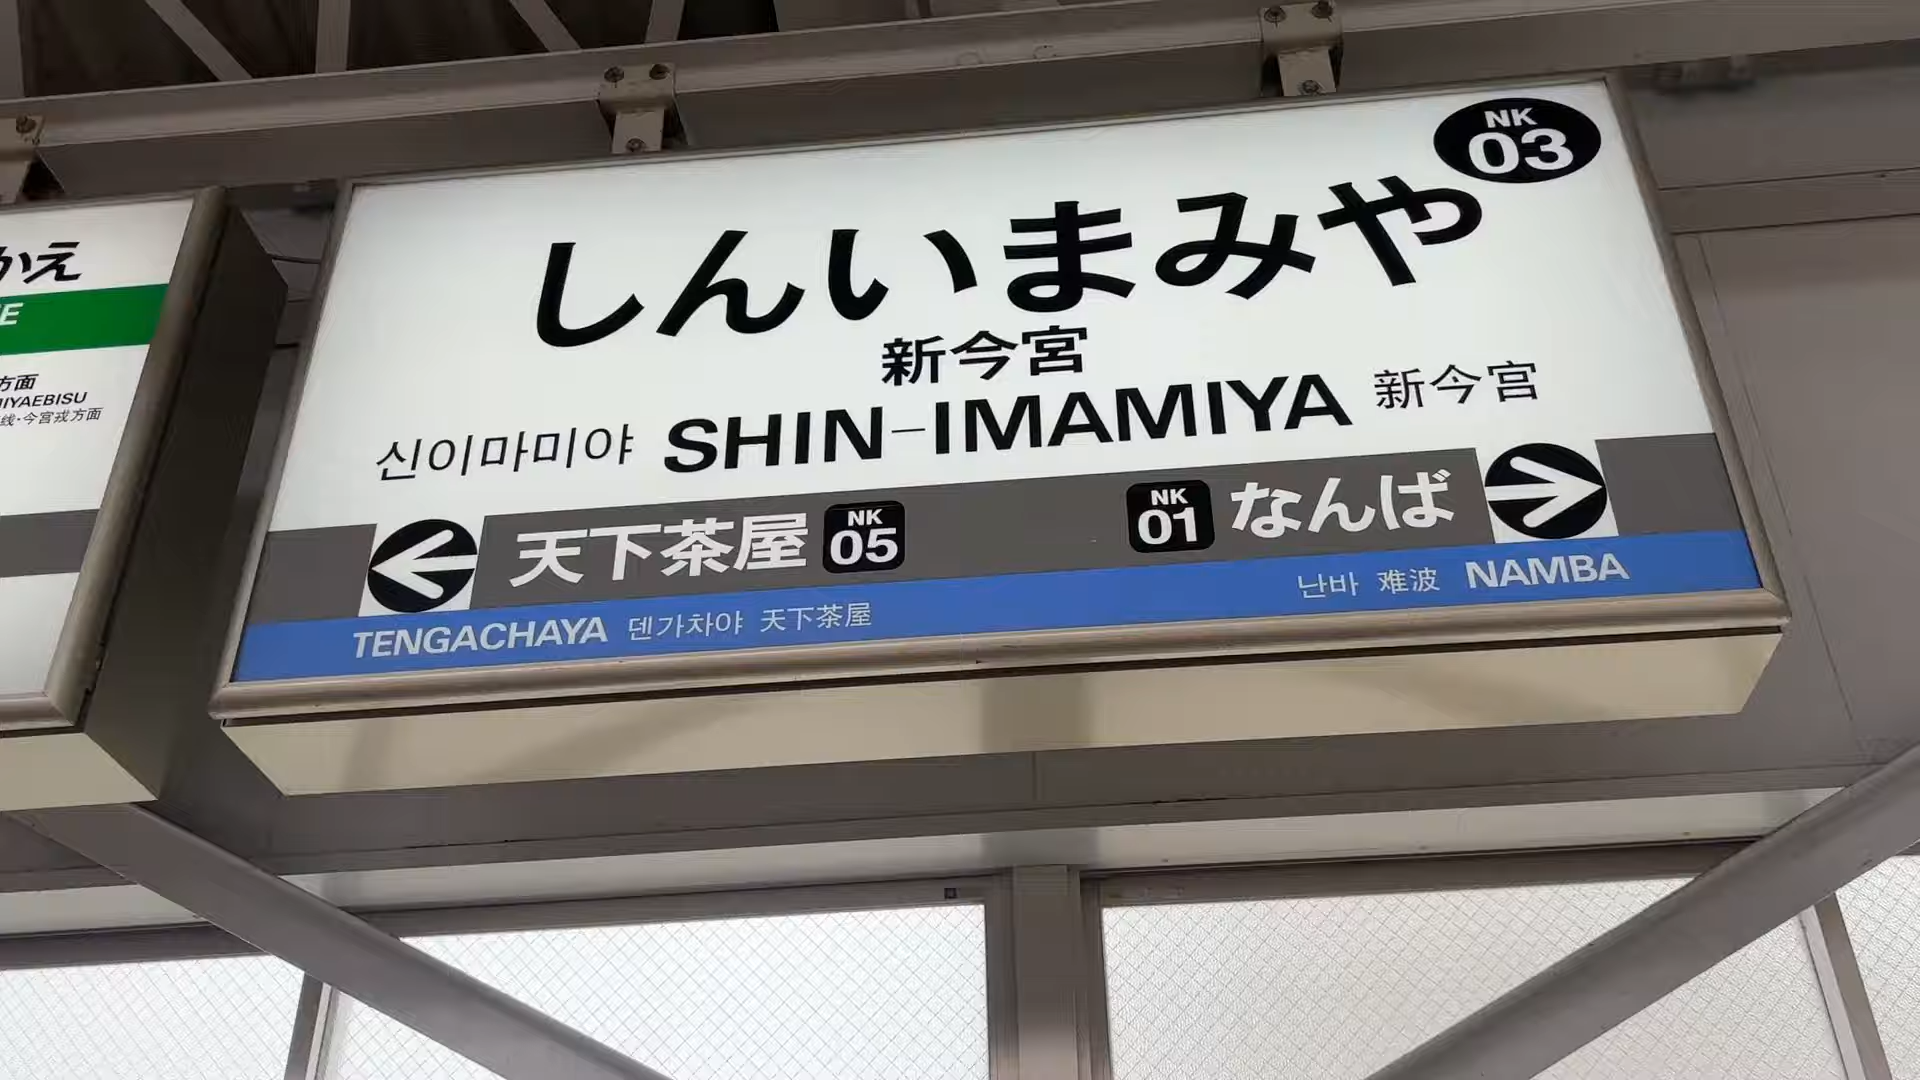 かえ
E
方面
IYAEBISU
线·今宫戎方面
NK
03
しんいまみや
新今宮
신이마미야 SHIN-IMAMIYA 新今宫
天下茶屋 NK 05
NK 01 なんば
TENGACHAYA 덴가차야 天下茶屋
난바 难波 NAMBA